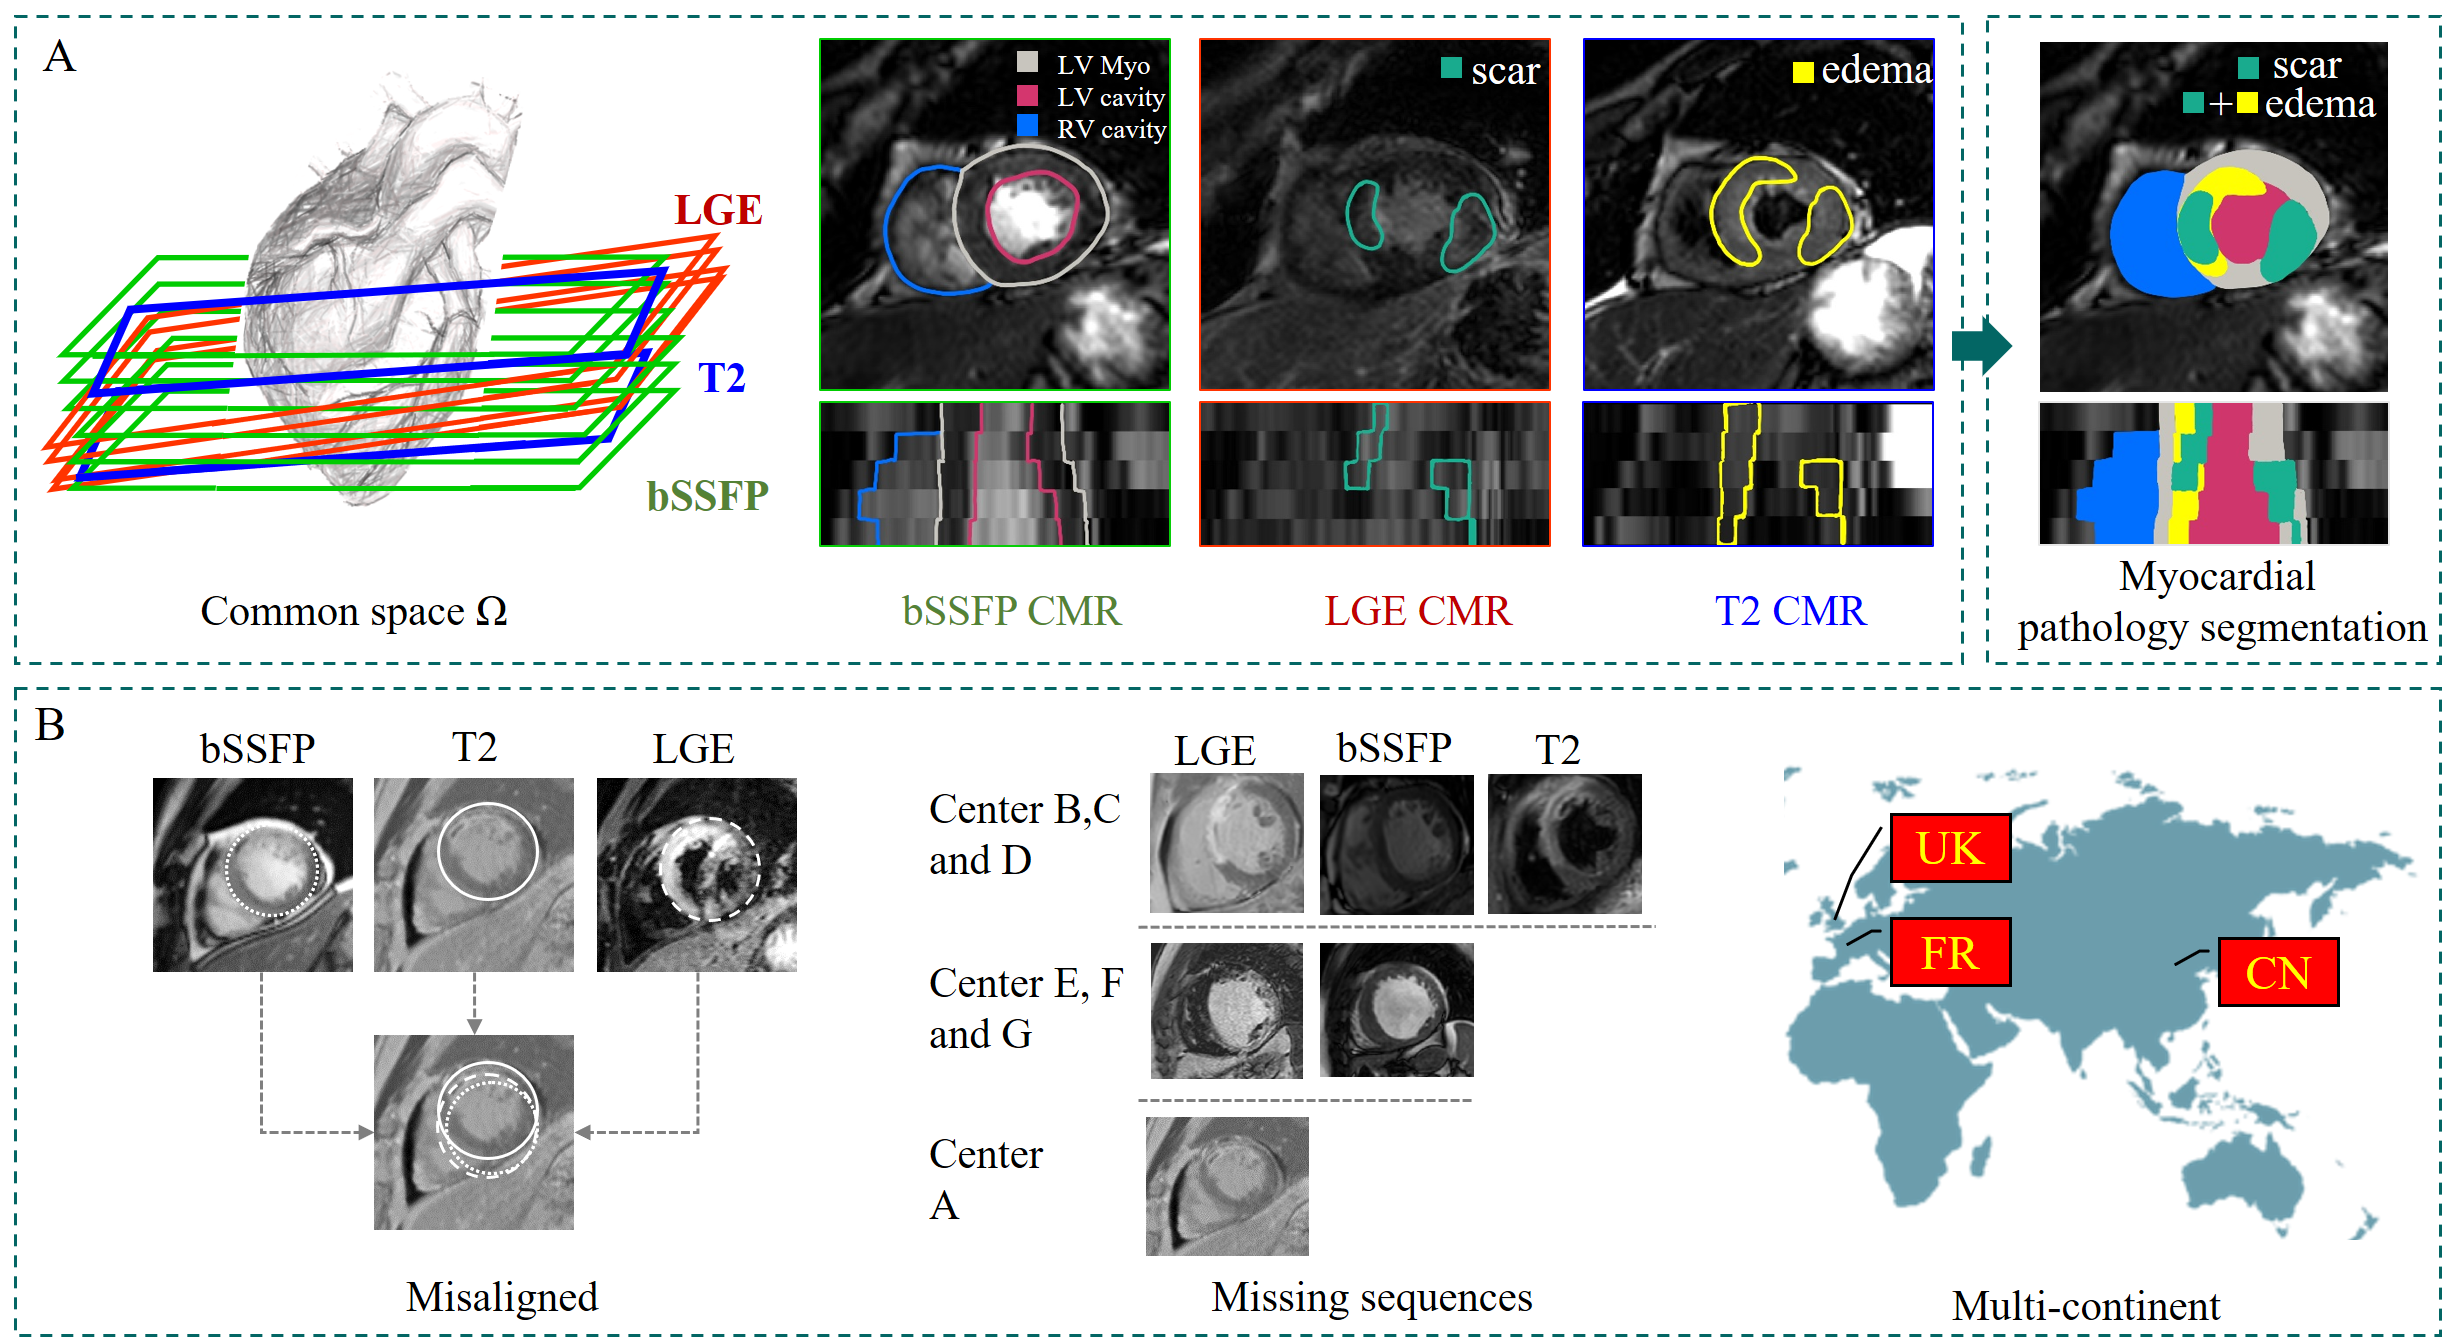 A
LGE
T2
bSSFP
Common space Ω
LV Myo
LV cavity
RV cavity
bSSFP CMR
scar
LGE CMR
edema
T2 CMR
scar
+ edema
Myocardial
pathology segmentation
B
bSSFP
T2
LGE
Misaligned
LGE
bSSFP
T2
Center B,C
and D
Center E, F
and G
Center
A
Missing sequences
UK
FR
CN
Multi-continent